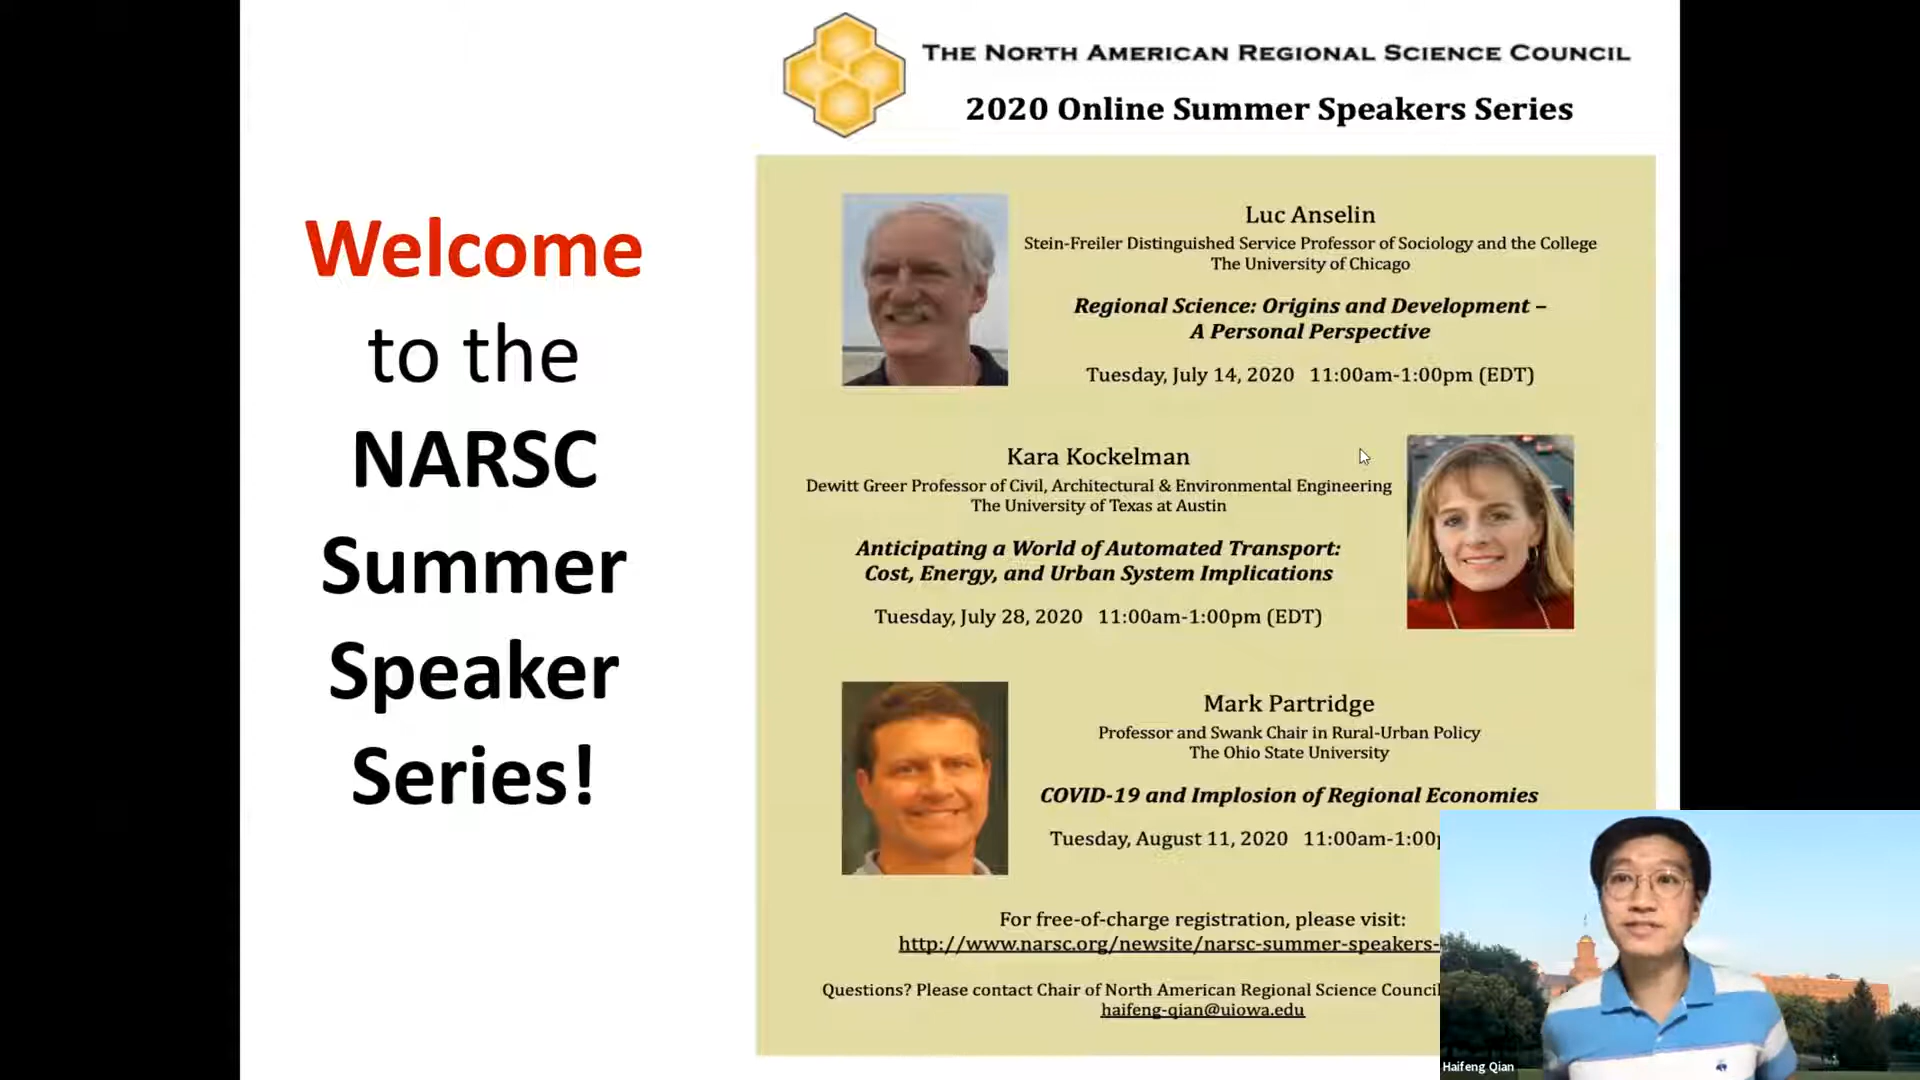 Welcome
to the
NARSC
Summer
Speaker
Series!
THE NORTH AMERICAN REGIONAL SCIENCE COUNCIL
2020 Online Summer Speakers Series
Luc Anselin
Stein-Freiler Distinguished Service Professor of Sociology and the College
The University of Chicago
Regional Science: Origins and Development –
A Personal Perspective
Tuesday, July 14, 2020 11:00am-1:00pm (EDT)
Kara Kockelman
Dewitt Greer Professor of Civil, Architectural & Environmental Engineering
The University of Texas at Austin
Anticipating a World of Automated Transport:
Cost, Energy, and Urban System Implications
Tuesday, July 28, 2020 11:00am-1:00pm (EDT)
Mark Partridge
Professor and Swank Chair in Rural-Urban Policy
The Ohio State University
COVID-19 and Implosion of Regional Economies
Tuesday, August 11, 2020 11:00am-1:00p
For free-of-charge registration, please visit:
http://www.narsc.org/newsite/narsc-summer-speakers-
Questions? Please contact Chair of North American Regional Science Council
haifeng-qian@uiowa.edu
Haifeng Qian